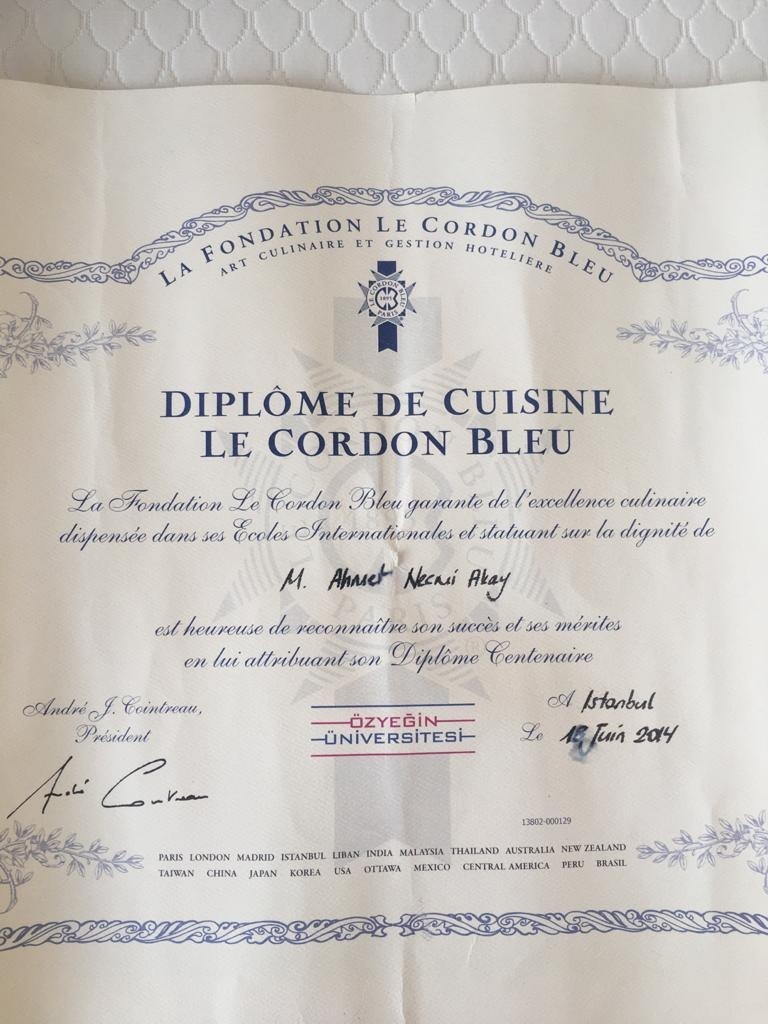 LA FONDATION LE CORDON BLEU
ART CULINAIRE ET GESTION HOTELIERE
LE CORDON BLEU
1895
PARIS
DIPLÔME DE CUISINE
LE CORDON BLEU
La Fondation Le Cordon Bleu garante de l'excellence culinaire
dispensée dans ses Ecoles Internationales et statuant sur la dignité de
M. Ahmet Necmi Akay
est heureuse de reconnaître son succès et ses mérites
en lui attribuant son Diplôme Centenaire
André J. Cointreau,
Président
ÖZYEĞİN
ÜNİVERSİTESİ
A Istanbul
Le Juin 2014
13802-000129
PARIS LONDON MADRID ISTANBUL LIBAN INDIA MALAYSIA THAILAND AUSTRALIA NEW ZEALAND
TAIWAN CHINA JAPAN KOREA USA OTTAWA MEXICO CENTRAL AMERICA PERU BRASIL